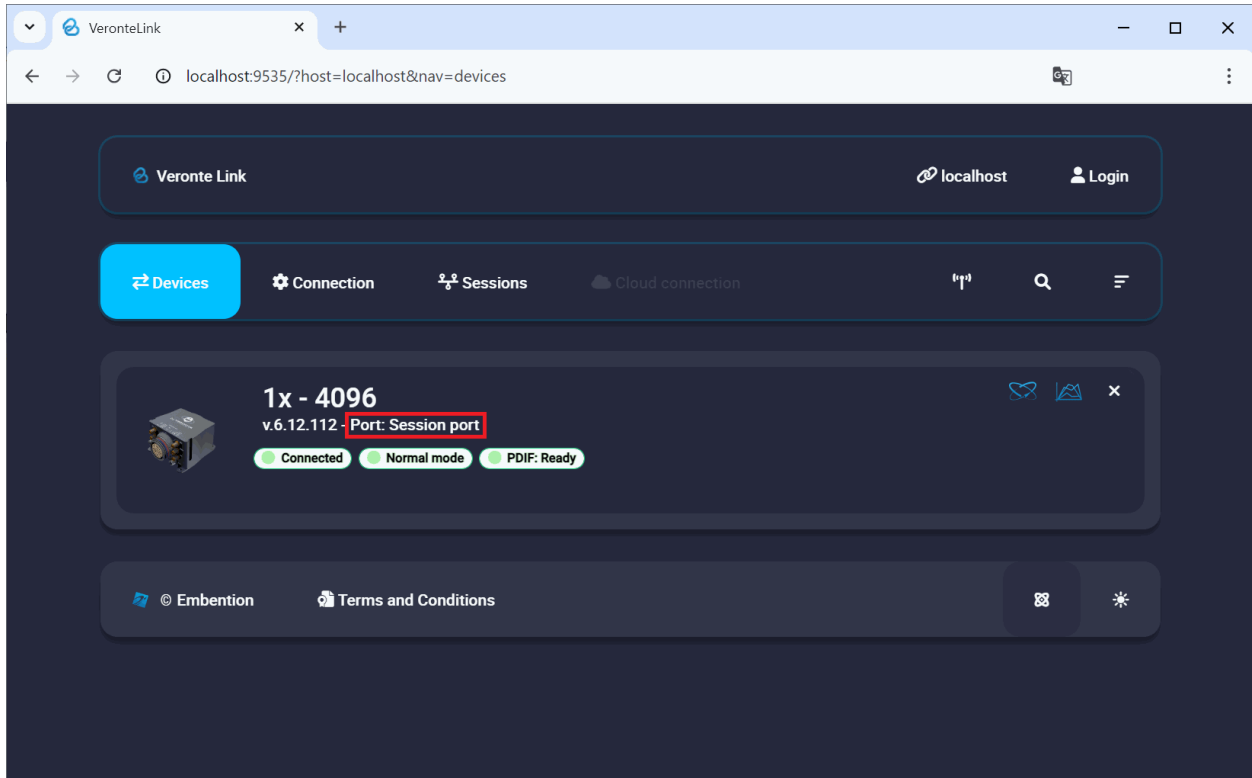 VeronteLink
localhost:9535/?host=localhost&nav=devices
Veronte Link
localhost
Login
Devices
Connection
Sessions
Cloud connection
1x - 4096
v.6.12.112 - Port: Session port
Connected
Normal mode
PDIF: Ready
© Embention
Terms and Conditions